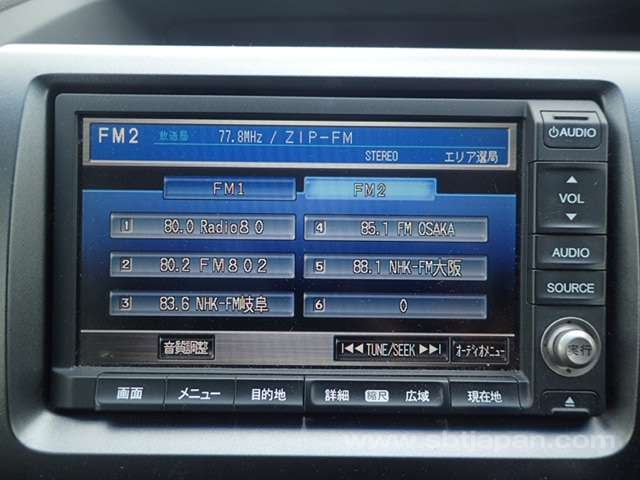 FM2 放送局 77.8MHz / ZIP-FM
STEREO エリア選局
FM1 FM2
1 80.0 Radio80
4 85.1 FM OSAKA
2 80.2 FM802
5 88.1 NHK-FM大阪
3 83.6 NHK-FM岐阜
6 0
音質調整
TUNE/SEEK
オーディオメニュー
AUDIO
VOL
AUDIO
SOURCE
実行
画面 メニュー 目的地 詳細 縮尺 広域 現在地
www.sbtjapan.com